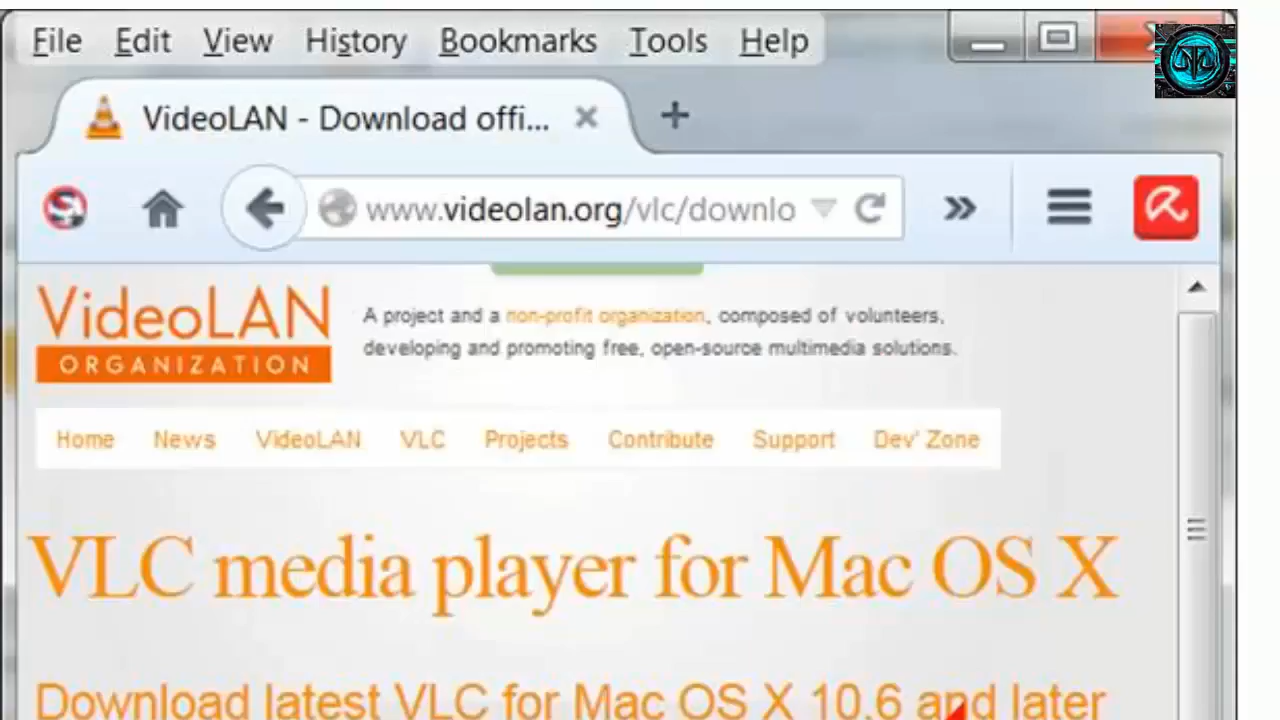 File Edit View History Bookmarks Tools Help
VideoLAN - Download offi...
www.videolan.org/vlc/downlo
VideoLAN
ORGANIZATION
A project and a non-profit organization, composed of volunteers,
developing and promoting free, open-source multimedia solutions.
Home News VideoLAN VLC Projects Contribute Support Dev' Zone
VLC media player for Mac OS X
Download latest VLC for Mac OS X 10.6 and later